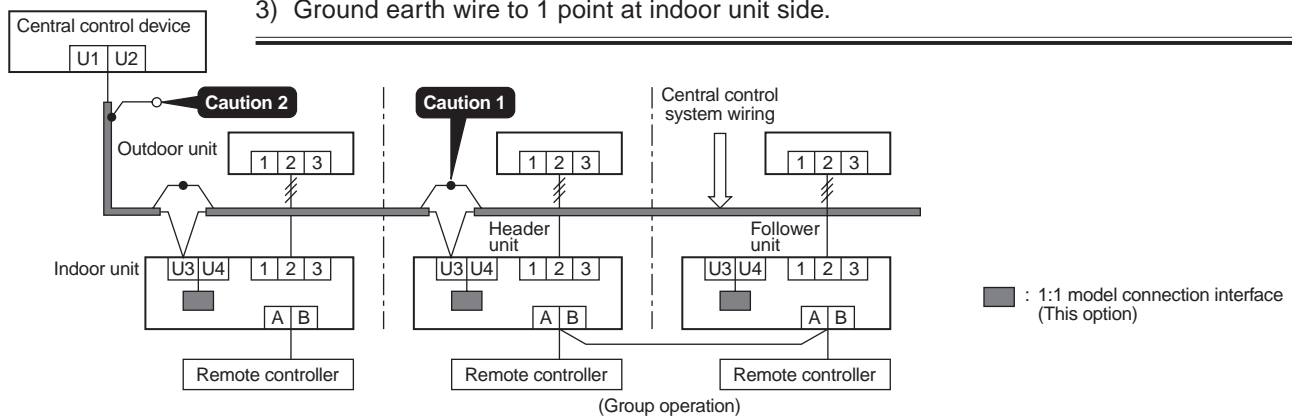 3) Ground earth wire to 1 point at indoor unit side.
Central control device
U1 U2
Caution 2
Caution 1
Central control
system wiring
Outdoor unit
1 2 3
1 2 3
1 2 3
Header
unit
Follower
unit
Indoor unit
U3 U4
1 2 3
U3 U4
1 2 3
U3 U4
1 2 3
: 1:1 model connection interface
(This option)
A B
A B
A B
Remote controller
Remote controller
Remote controller
(Group operation)